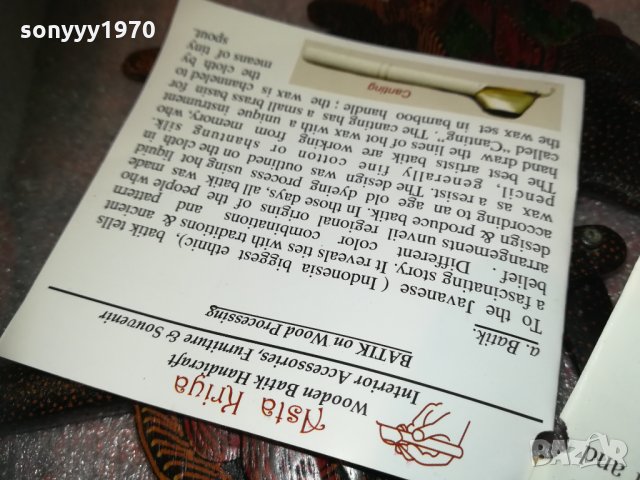 sonyyy1970
Asta Kriya
Wooden Batik Handicraft
Interior Accessories, Furniture & Souvenir
BATIK on Wood Processing
a. Batik.
To the Javanese ( Indonesia biggest ethnic), batik tells
a fascinating story. It reveals ties with traditions & ancient
belief . Different color combinations and pattern
arrangements unveil regional origins of the people who
design & produce batik. In those days, all batik was made
according to an old age dyeing process using hot liquid
wax as a resist. The design was outlined on the cloth in
pencil, generally fine cotton or shantung silk.
The best artists batik are working from memory, who
hand draw the lines of hot wax with a unique instrument
called "Canting". The canting has a small brass basin for
the wax set in bamboo handle ; the wax is channeled to
the cloth by
means of tiny
spout.
Canting
and
BAZAR